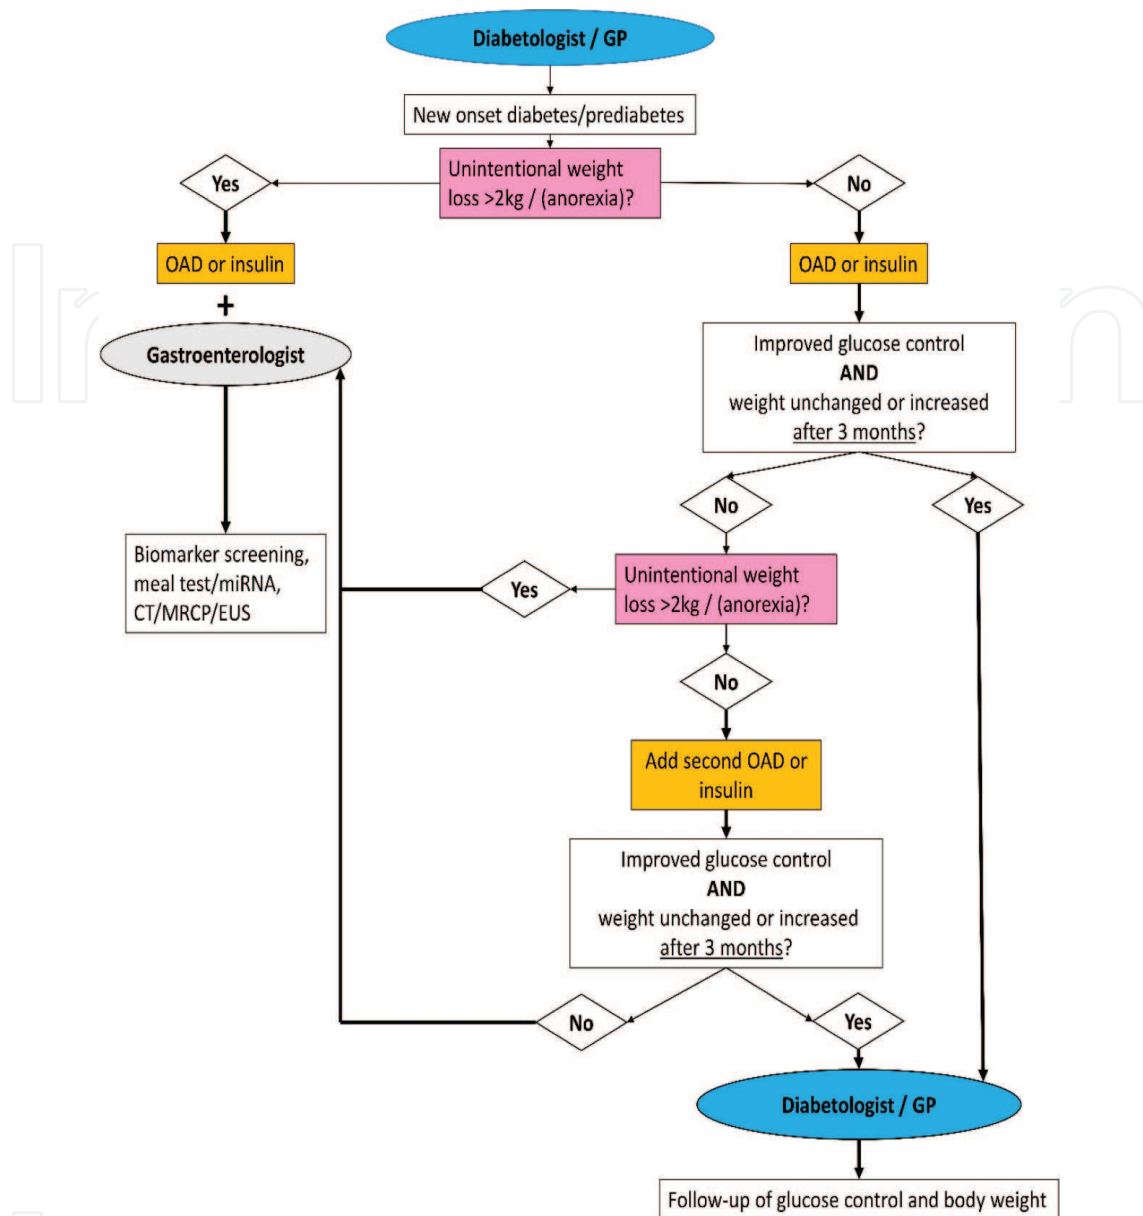 Diabetologist / GP
New onset diabetes/prediabetes
Unintentional weight
loss >2kg / (anorexia)?
Yes
No
OAD or insulin
+
Gastroenterologist
Biomarker screening,
meal test/miRNA,
CT/MRCP/EUS
OAD or insulin
Improved glucose control
AND
weight unchanged or increased
after 3 months?
No
Yes
Unintentional weight
loss >2kg / (anorexia)?
Yes
No
Add second OAD or
insulin
Improved glucose control
AND
weight unchanged or increased
after 3 months?
No
Yes
Diabetologist / GP
Follow-up of glucose control and body weight